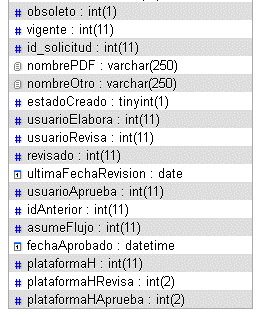 # obsoleto : int(1)
# vigente : int(11)
# id_solicitud : int(11)
nombrePDF : varchar(250)
nombreOtro : varchar(250)
# estadoCreado : tinyint(1)
# usuarioElabora : int(11)
# usuarioRevisa : int(11)
# revisado : int(11)
ultimaFechaRevision : date
# usuarioAprueba : int(11)
# idAnterior : int(11)
# asumeFlujo : int(11)
fechaAprobado : datetime
# plataformaH : int(11)
# plataformaHRevisa : int(2)
# plataformaHAprueba : int(2)